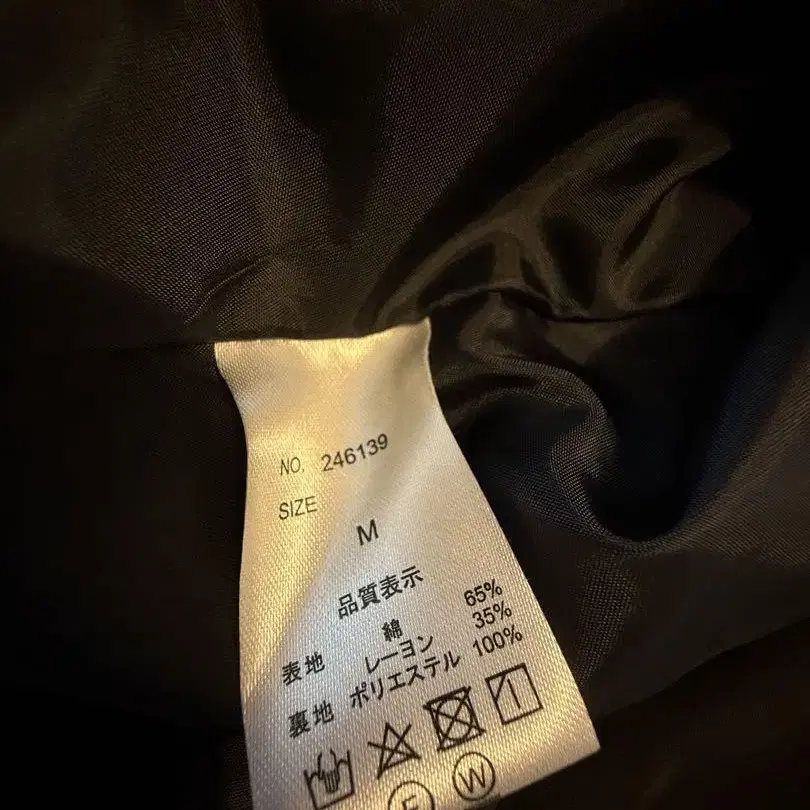 NO. 246139
SIZE
M
品質表示
表地 綿 65%
レーヨン 35%
裏地 ポリエステル 100%
F W